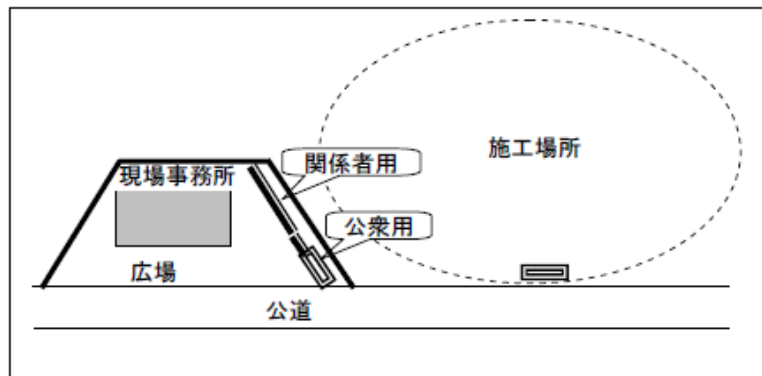 施工場所
関係者用
現場事務所
公衆用
広場
公道